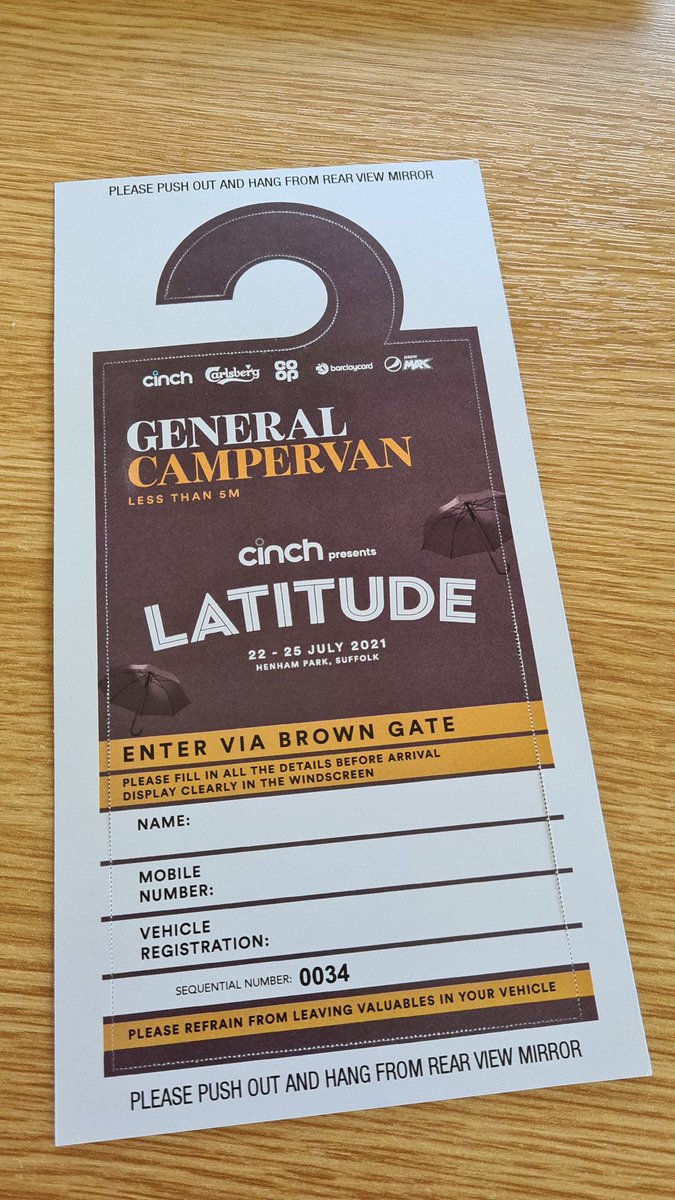 PLEASE PUSH OUT AND HANG FROM REAR VIEW MIRROR
cinch Carlsberg COOP barclaycard pepsi MAX
GENERAL
CAMPERVAN
LESS THAN 5M
cinch presents
LATITUDE
22 - 25 JULY 2021
HENHAM PARK, SUFFOLK
ENTER VIA BROWN GATE
PLEASE FILL IN ALL THE DETAILS BEFORE ARRIVAL
DISPLAY CLEARLY IN THE WINDSCREEN
NAME:
MOBILE
NUMBER:
VEHICLE
REGISTRATION:
SEQUENTIAL NUMBER: 0034
PLEASE REFRAIN FROM LEAVING VALUABLES IN YOUR VEHICLE
PLEASE PUSH OUT AND HANG FROM REAR VIEW MIRROR